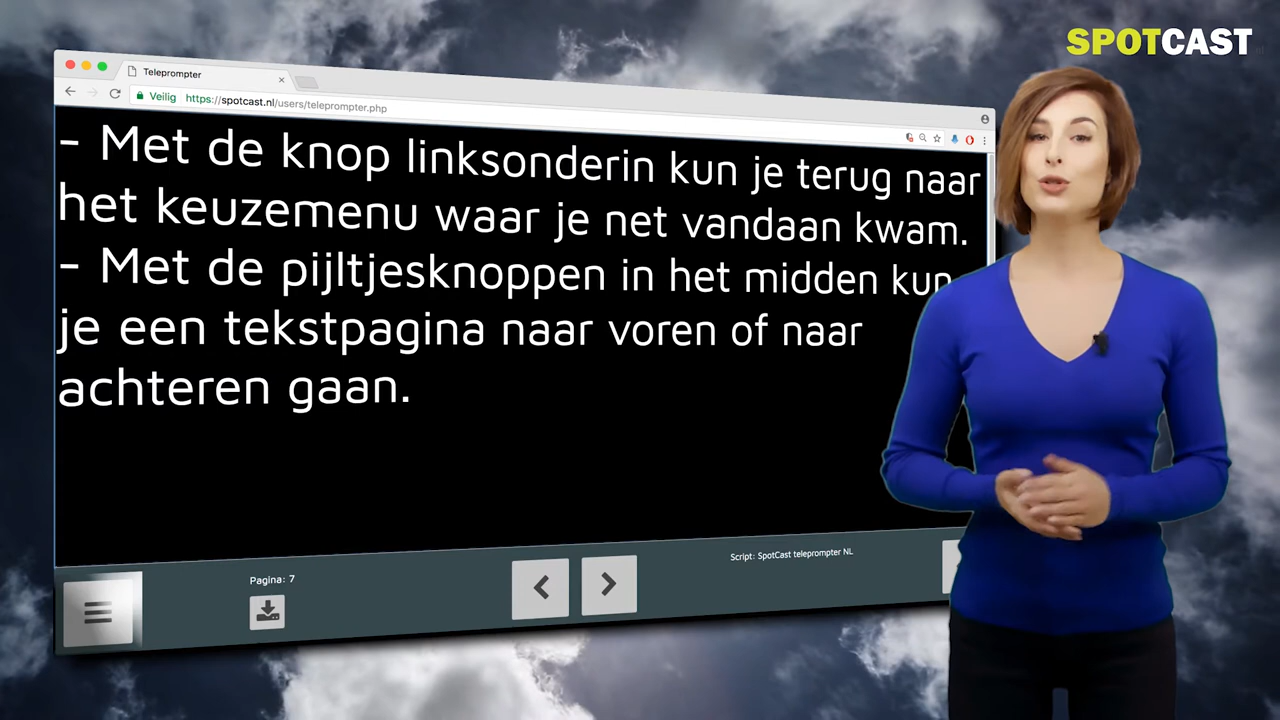 SPOTCAST
Teleprompter
Veilig https://spotcast.nl/users/teleprompter.php
- Met de knop linksonderin kun je terug naar
het keuzemenu waar je net vandaan kwam.
- Met de pijltjesknoppen in het midden kun
je een tekstpagina naar voren of naar
achteren gaan.
Pagina: 7
Script: SpotCast teleprompter NL